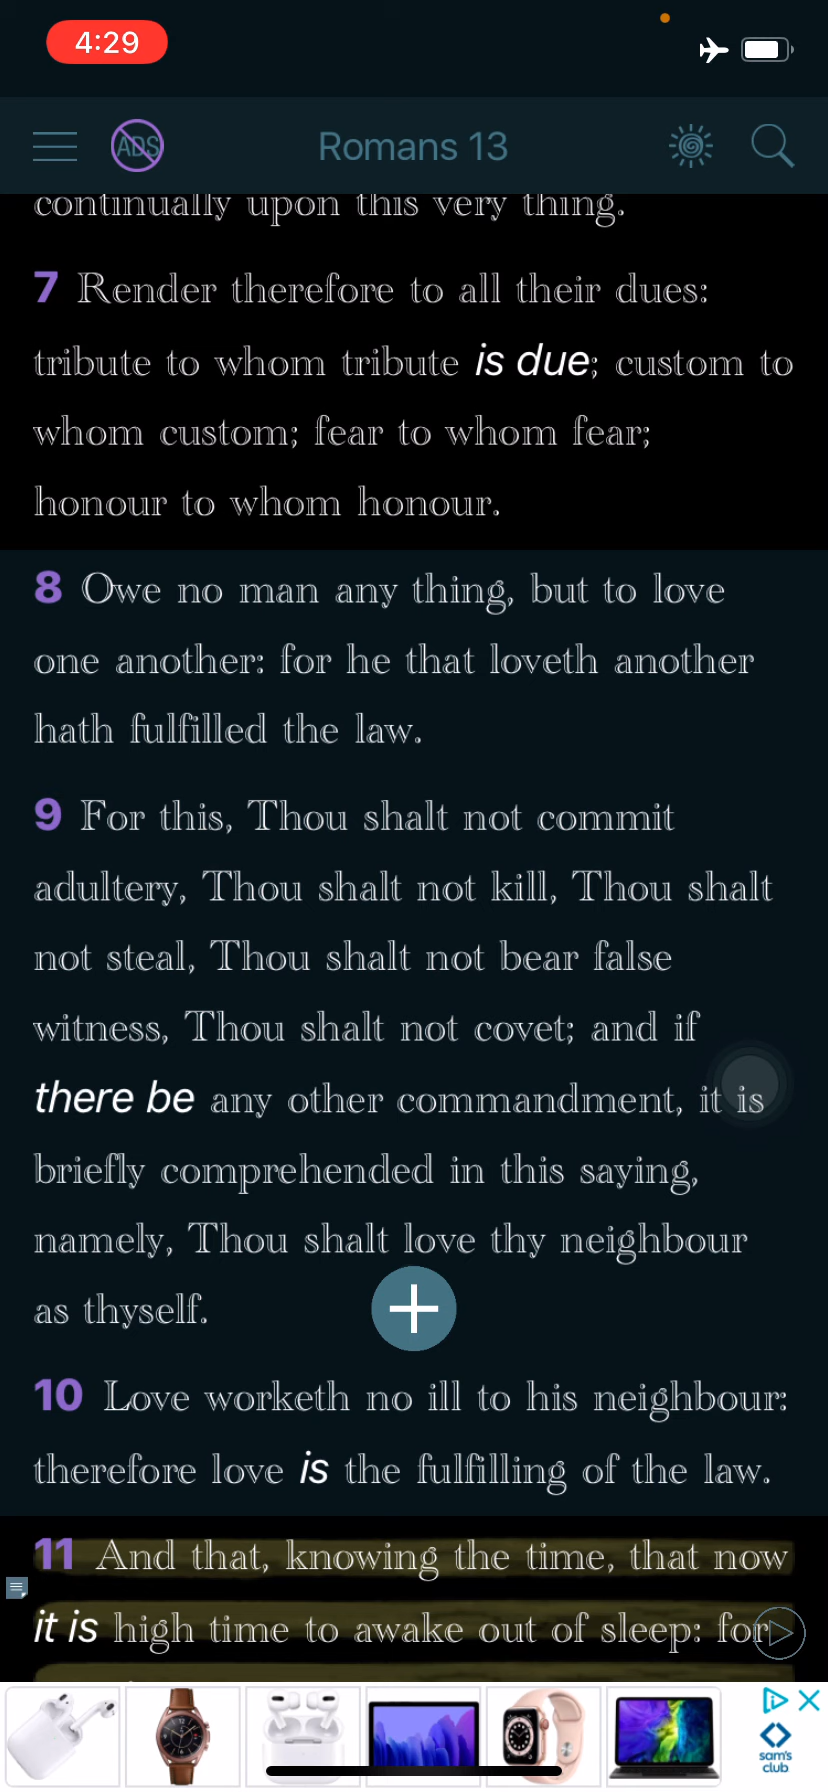 4:29
ADS
Romans 13
continually upon this very thing.
7 Render therefore to all their dues:
tribute to whom tribute is due; custom to
whom custom; fear to whom fear;
honour to whom honour.
8 Owe no man any thing, but to love
one another: for he that loveth another
hath fulfilled the law.
9 For this, Thou shalt not commit
adultery, Thou shalt not kill, Thou shalt
not steal, Thou shalt not bear false
witness, Thou shalt not covet; and if
there be any other commandment, it is
briefly comprehended in this saying,
namely, Thou shalt love thy neighbour
as thyself.
10 Love worketh no ill to his neighbour:
therefore love is the fulfilling of the law.
11 And that, knowing the time, that now
it is high time to awake out of sleep: for
sam's
club